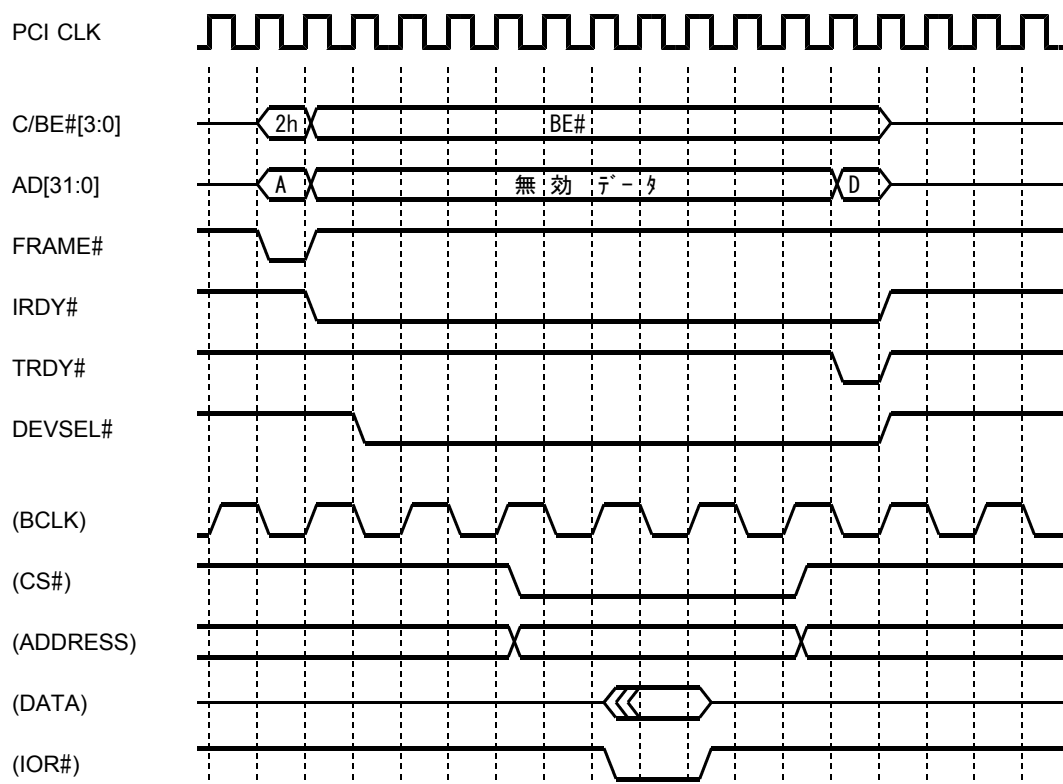 PCI CLK
C/BE#[3:0]
2h
BE#
AD[31:0]
A
無効 ﾃﾞｰﾀ
D
FRAME#
IRDY#
TRDY#
DEVSEL#
(BCLK)
(CS#)
(ADDRESS)
(DATA)
(IOR#)